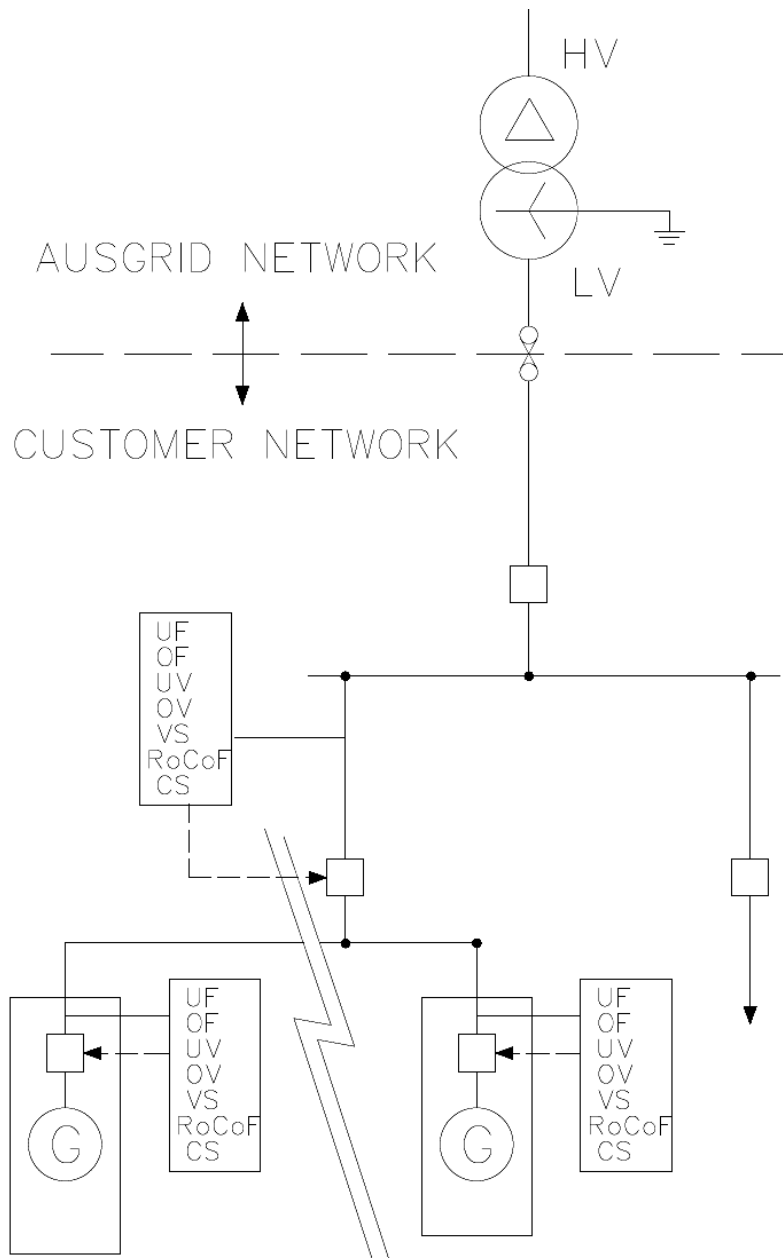 HV
AUSGRID NETWORK
LV
CUSTOMER NETWORK
UF
OF
UV
OV
VS
RoCoF
CS
UF
OF
UV
OV
VS
RoCoF
CS
G
UF
OF
UV
OV
VS
RoCoF
CS
G